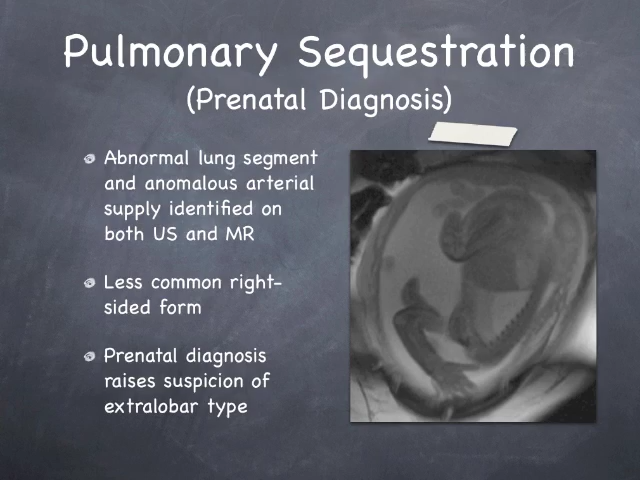 Pulmonary Sequestration
(Prenatal Diagnosis)
Abnormal lung segment
and anomalous arterial
supply identified on
both US and MR
Less common right-
sided form
Prenatal diagnosis
raises suspicion of
extralobar type